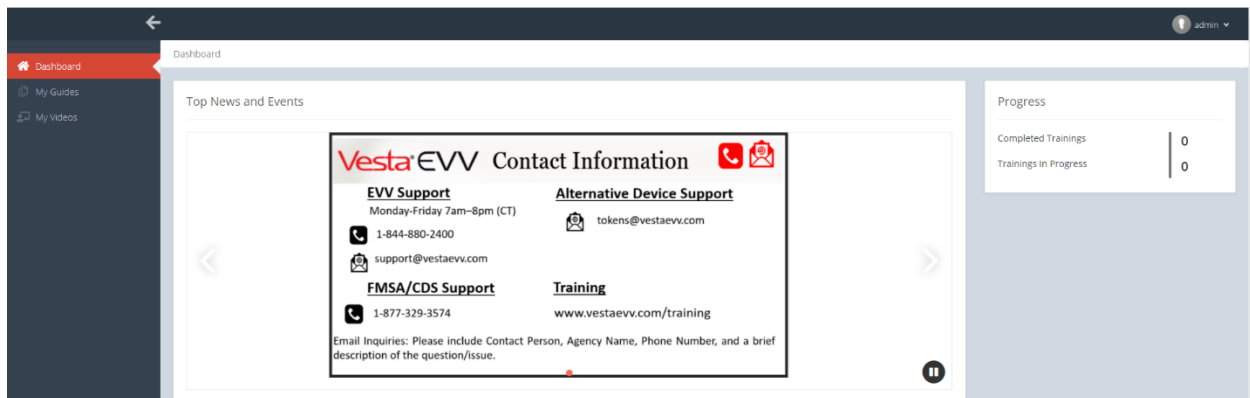 admin
Dashboard
My Guides
My Videos
Dashboard
Top News and Events
Vesta EVV Contact Information
EVV Support
Monday-Friday 7am–8pm (CT)
1-844-880-2400
support@vestaevv.com
Alternative Device Support
tokens@vestaevv.com
FMSA/CDS Support
1-877-329-3574
Training
www.vestaevv.com/training
Email Inquiries: Please include Contact Person, Agency Name, Phone Number, and a brief
description of the question/issue.
Progress
Completed Trainings 0
Trainings In Progress 0